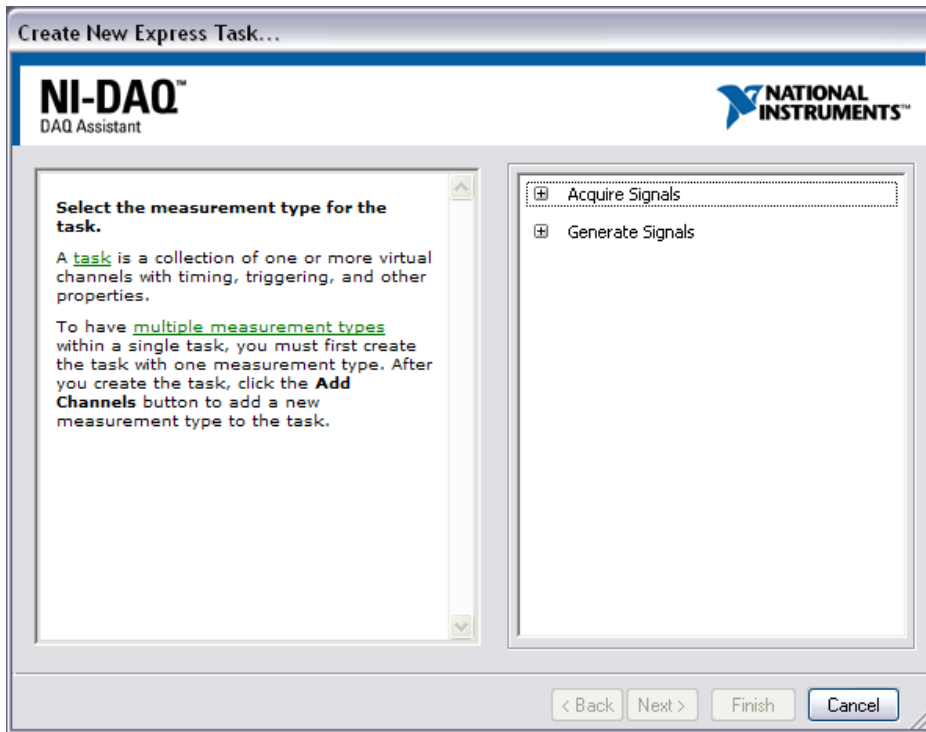 Create New Express Task...
NI-DAQ™
DAQ Assistant
NATIONAL
INSTRUMENTS™
Select the measurement type for the
task.
A task is a collection of one or more virtual
channels with timing, triggering, and other
properties.
To have multiple measurement types
within a single task, you must first create
the task with one measurement type. After
you create the task, click the Add
Channels button to add a new
measurement type to the task.
Acquire Signals
Generate Signals
< Back
Next >
Finish
Cancel